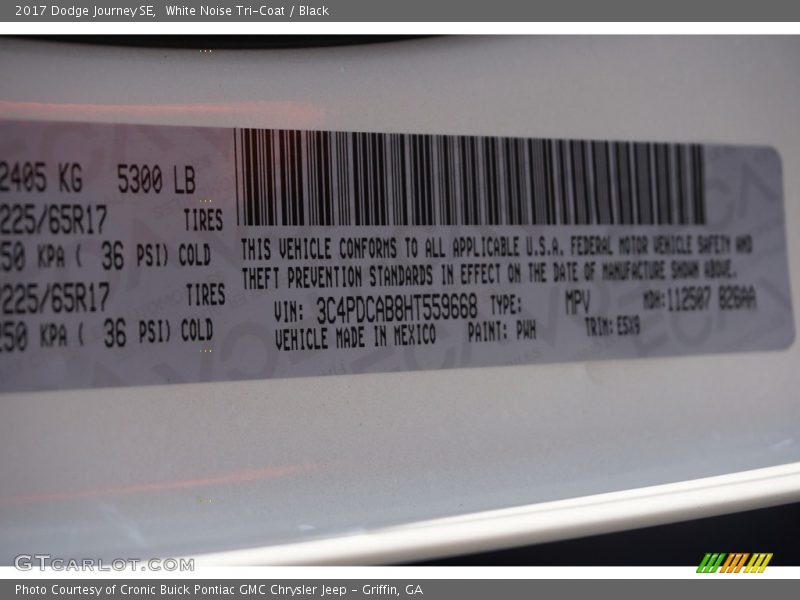 2017 Dodge Journey SE, White Noise Tri-Coat / Black
2405 KG 5300 LB
225/65R17 TIRES
250 KPA ( 36 PSI) COLD
225/65R17 TIRES
250 KPA ( 36 PSI) COLD
THIS VEHICLE CONFORMS TO ALL APPLICABLE U.S.A. FEDERAL MOTOR VEHICLE SAFETY AND
THEFT PREVENTION STANDARDS IN EFFECT ON THE DATE OF MANUFACTURE SHOWN ABOVE.
VIN: 3C4PDCAB8HT559668 TYPE: MPV MDH: 112507 826AA
VEHICLE MADE IN MEXICO PAINT: PWH TRIM: E5X9
GTCARLOT.COM
Photo Courtesy of Cronic Buick Pontiac GMC Chrysler Jeep - Griffin, GA